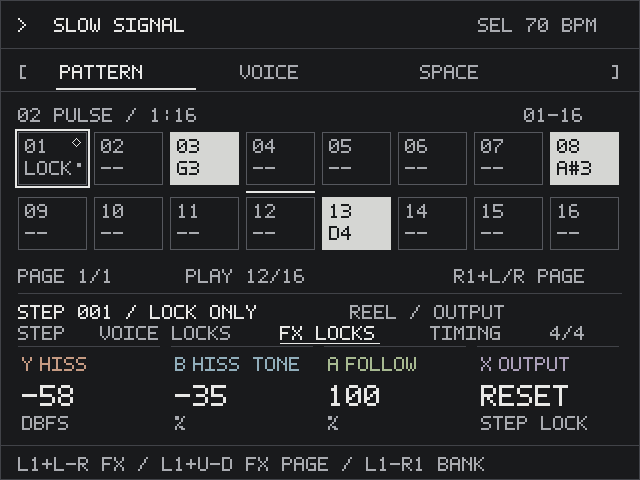 > SLOW SIGNAL SEL 70 BPM
[ PATTERN VOICE SPACE ]
02 PULSE / 1:16 01-16
01 ◇ 02 03 04 05 06 07 08
LOCK▪ -- G3 -- -- -- -- A#3
09 10 11 12 13 14 15 16
-- -- -- -- D4 -- -- --
PAGE 1/1 PLAY 12/16 R1+L/R PAGE
STEP 001 / LOCK ONLY REEL / OUTPUT
STEP VOICE LOCKS FX LOCKS TIMING 4/4
Y HISS B HISS TONE A FOLLOW X OUTPUT
-58 -35 100 RESET
DBFS % % STEP LOCK
L1+L-R FX / L1+U-D FX PAGE / L1-R1 BANK